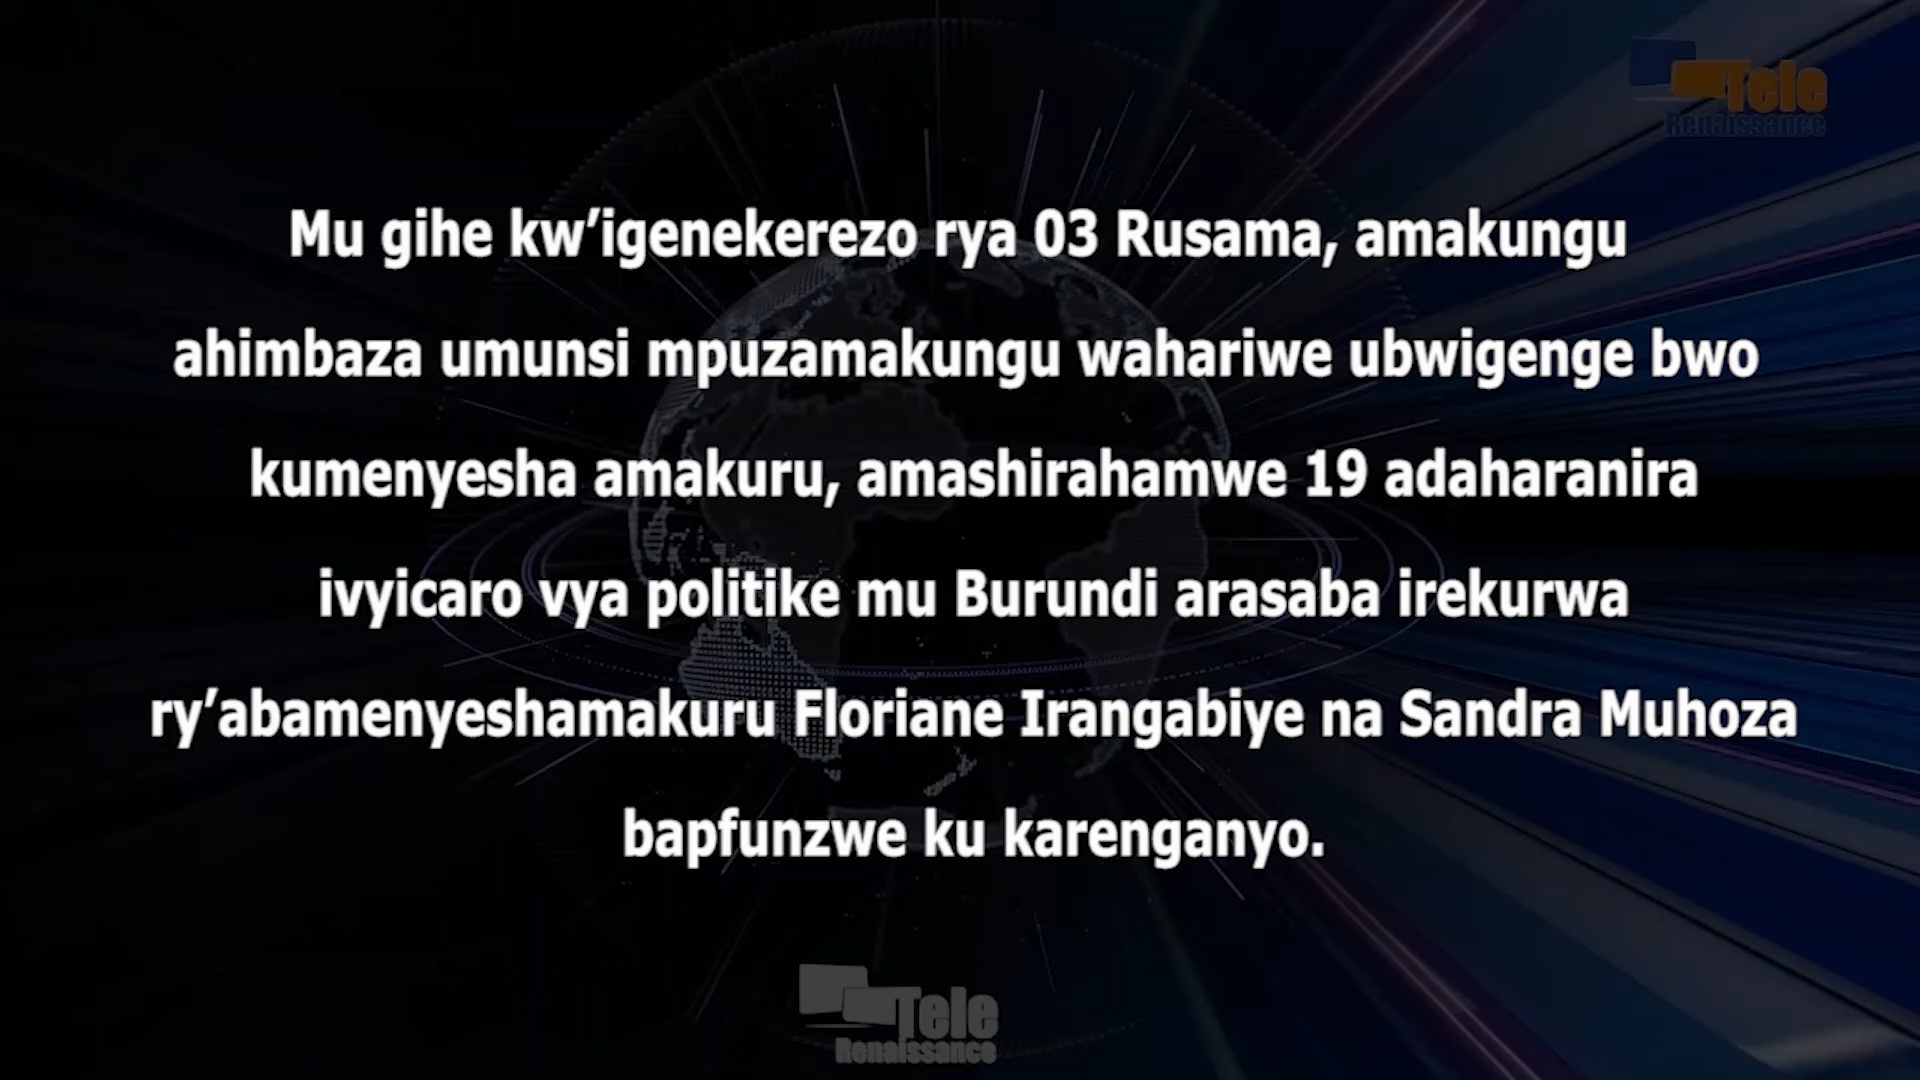 Tele
Renaissance
Mu gihe kw’igenekerezo rya 03 Rusama, amakungu
ahimbaza umunsi mpuzamakungu wahariwe ubwigenge bwo
kumenyesha amakuru, amashirahamwe 19 adaharanira
ivyicaro vya politike mu Burundi arasaba irekurwa
ry’abamenyeshamakuru Floriane Irangabiye na Sandra Muhoza
bapfunzwe ku karenganyo.
Tele
Renaissance